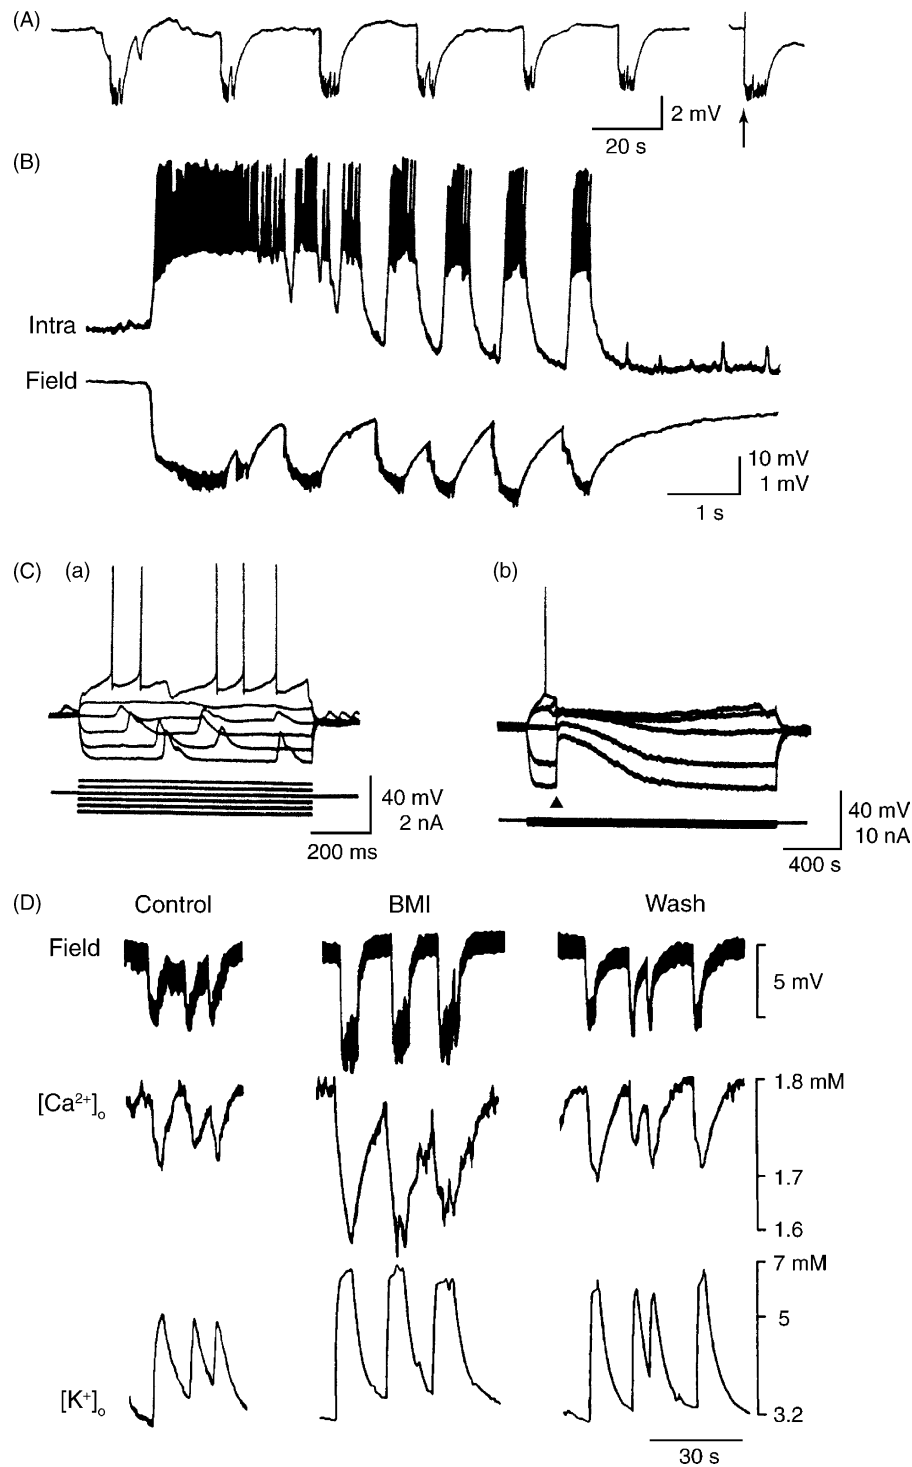 (A)
2 mV
20 s
(B)
Intra
Field
10 mV
1 mV
1 s
(C) (a) (b)
40 mV
2 nA
200 ms
40 mV
10 nA
400 s
(D) Control BMI Wash
Field
5 mV
[Ca²⁺]ₒ
1.8 mM
1.7
1.6
7 mM
5
[K⁺]ₒ
3.2
30 s